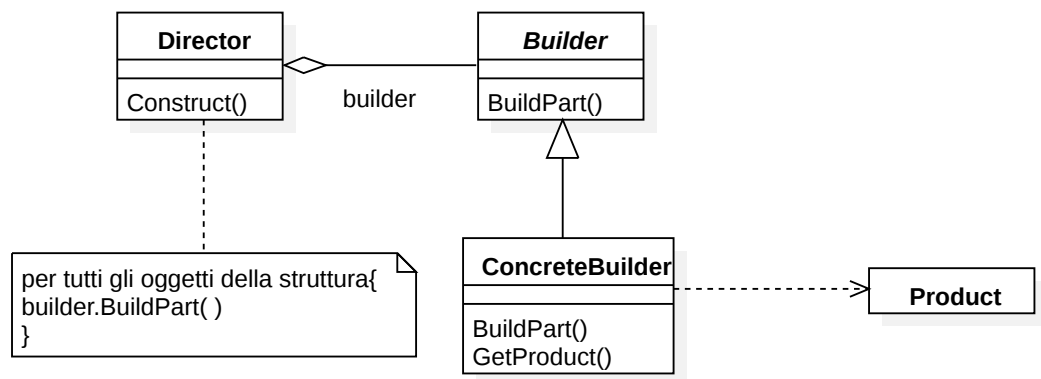 Director
Builder
Construct()
builder
BuildPart()
per tutti gli oggetti della struttura{
builder.BuildPart( )
}
ConcreteBuilder
BuildPart()
GetProduct()
Product